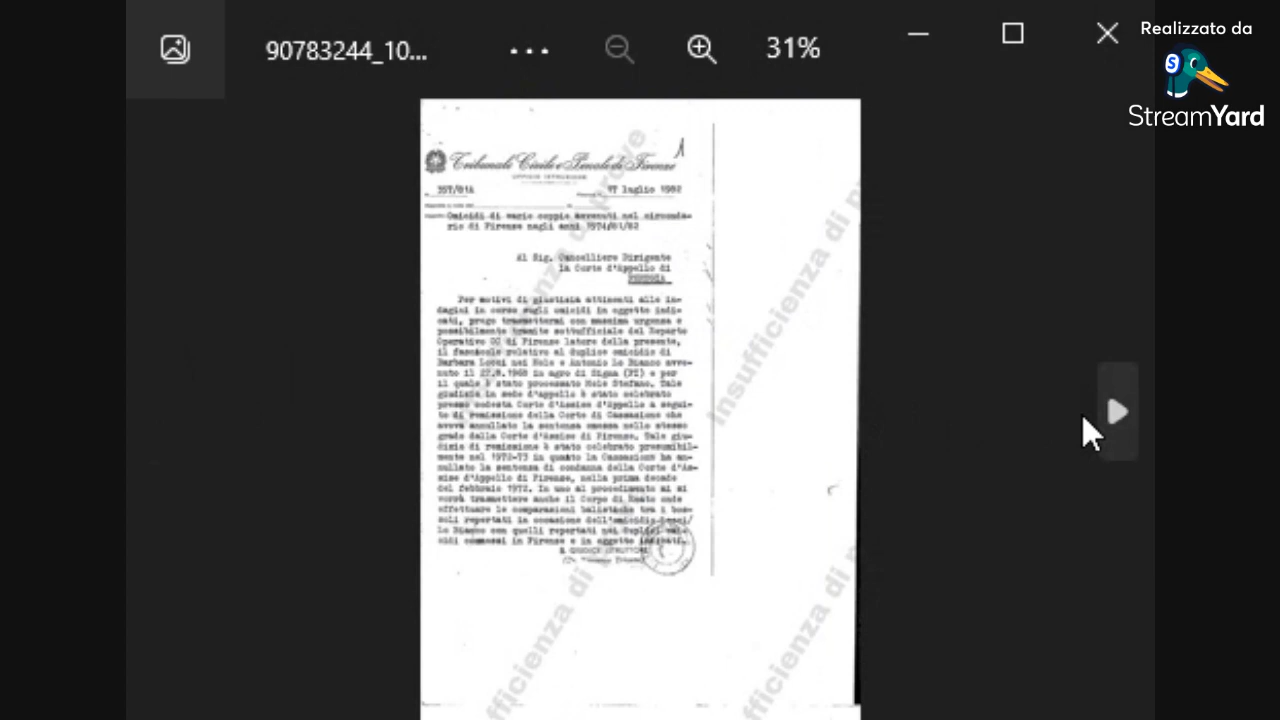 90783244_10...
31%
Realizzato da
StreamYard
Tribunale Civile e Penale di Firenze
UFFICIO ISTRUZIONE
357/81A
17 luglio 1982
Omicidi di varie coppie avvenuti nel circonda-
rio di Firenze negli anni 1974/81/82
Al Sig. Cancelliere Dirigente
la Corte d'Appello di
PERUGIA
Per motivi di giustizia attinenti alle in-
dagini in corso sugli omicidi in oggetto indi-
cati, prego trasmettermi con massima urgenza e
possibilmente tramite sottufficiale del Reparto
Operativo CC di Firenze latore della presente,
il fascicolo relativo al duplice omicidio di
Barbara Locci nei Mele e Antonio Lo Bianco avve-
nuto il 22.8.1968 in agro di Signa (FI) e per
il quale è stato processato Mele Stefano. Tale
giudizio in sede d'appello è stato celebrato
presso codesta Corte d'Assise d'Appello a segui-
to di remissione della Corte di Cassazione che
aveva annullato la sentenza emessa nello stesso
grado dalla Corte d'Assise di Firenze. Tale giu-
dizio di remissione è stato celebrato presumibil-
mente nel 1972-73 in quanto la Cassazione ha an-
nullato la sentenza di condanna della Corte d'As-
sise d'Appello di Firenze, nella prima decade
del febbraio 1972. In uno al procedimento mi si
vorrà trasmettere anche il Corpo di Reato onde
effettuare le comparazioni balistiche tra i bos-
soli repertati in occasione dell'omicidio Locci/
Lo Bianco con quelli repertati nei duplici omi-
cidi commessi in Firenze e in oggetto indicati.
IL GIUDICE ISTRUTTORE
Insufficienza di
fficienza di